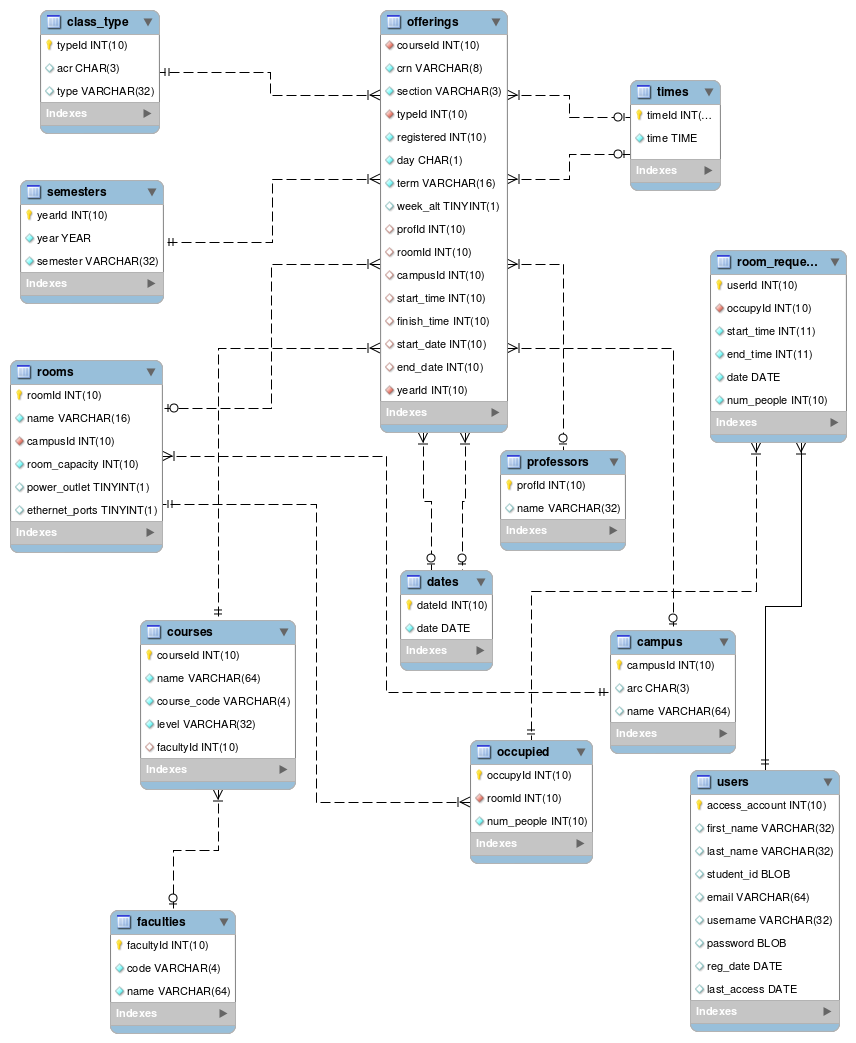 class_type
typeId INT(10)
acr CHAR(3)
type VARCHAR(32)
Indexes
offerings
courseId INT(10)
crn VARCHAR(8)
section VARCHAR(3)
typeId INT(10)
registered INT(10)
day CHAR(1)
term VARCHAR(16)
week_alt TINYINT(1)
profId INT(10)
roomId INT(10)
campusId INT(10)
start_time INT(10)
finish_time INT(10)
start_date INT(10)
end_date INT(10)
yearId INT(10)
Indexes
times
timeId INT(...
time TIME
Indexes
semesters
yearId INT(10)
year YEAR
semester VARCHAR(32)
Indexes
room_reque...
userId INT(10)
occupyId INT(10)
start_time INT(11)
end_time INT(11)
date DATE
num_people INT(10)
Indexes
rooms
roomId INT(10)
name VARCHAR(16)
campusId INT(10)
room_capacity INT(10)
power_outlet TINYINT(1)
ethernet_ports TINYINT(1)
Indexes
professors
profId INT(10)
name VARCHAR(32)
Indexes
dates
dateId INT(10)
date DATE
Indexes
courses
courseId INT(10)
name VARCHAR(64)
course_code VARCHAR(4)
level VARCHAR(32)
facultyId INT(10)
Indexes
campus
campusId INT(10)
arc CHAR(3)
name VARCHAR(64)
Indexes
occupied
occupyId INT(10)
roomId INT(10)
num_people INT(10)
Indexes
users
access_account INT(10)
first_name VARCHAR(32)
last_name VARCHAR(32)
student_id BLOB
email VARCHAR(64)
username VARCHAR(32)
password BLOB
reg_date DATE
last_access DATE
Indexes
faculties
facultyId INT(10)
code VARCHAR(4)
name VARCHAR(64)
Indexes